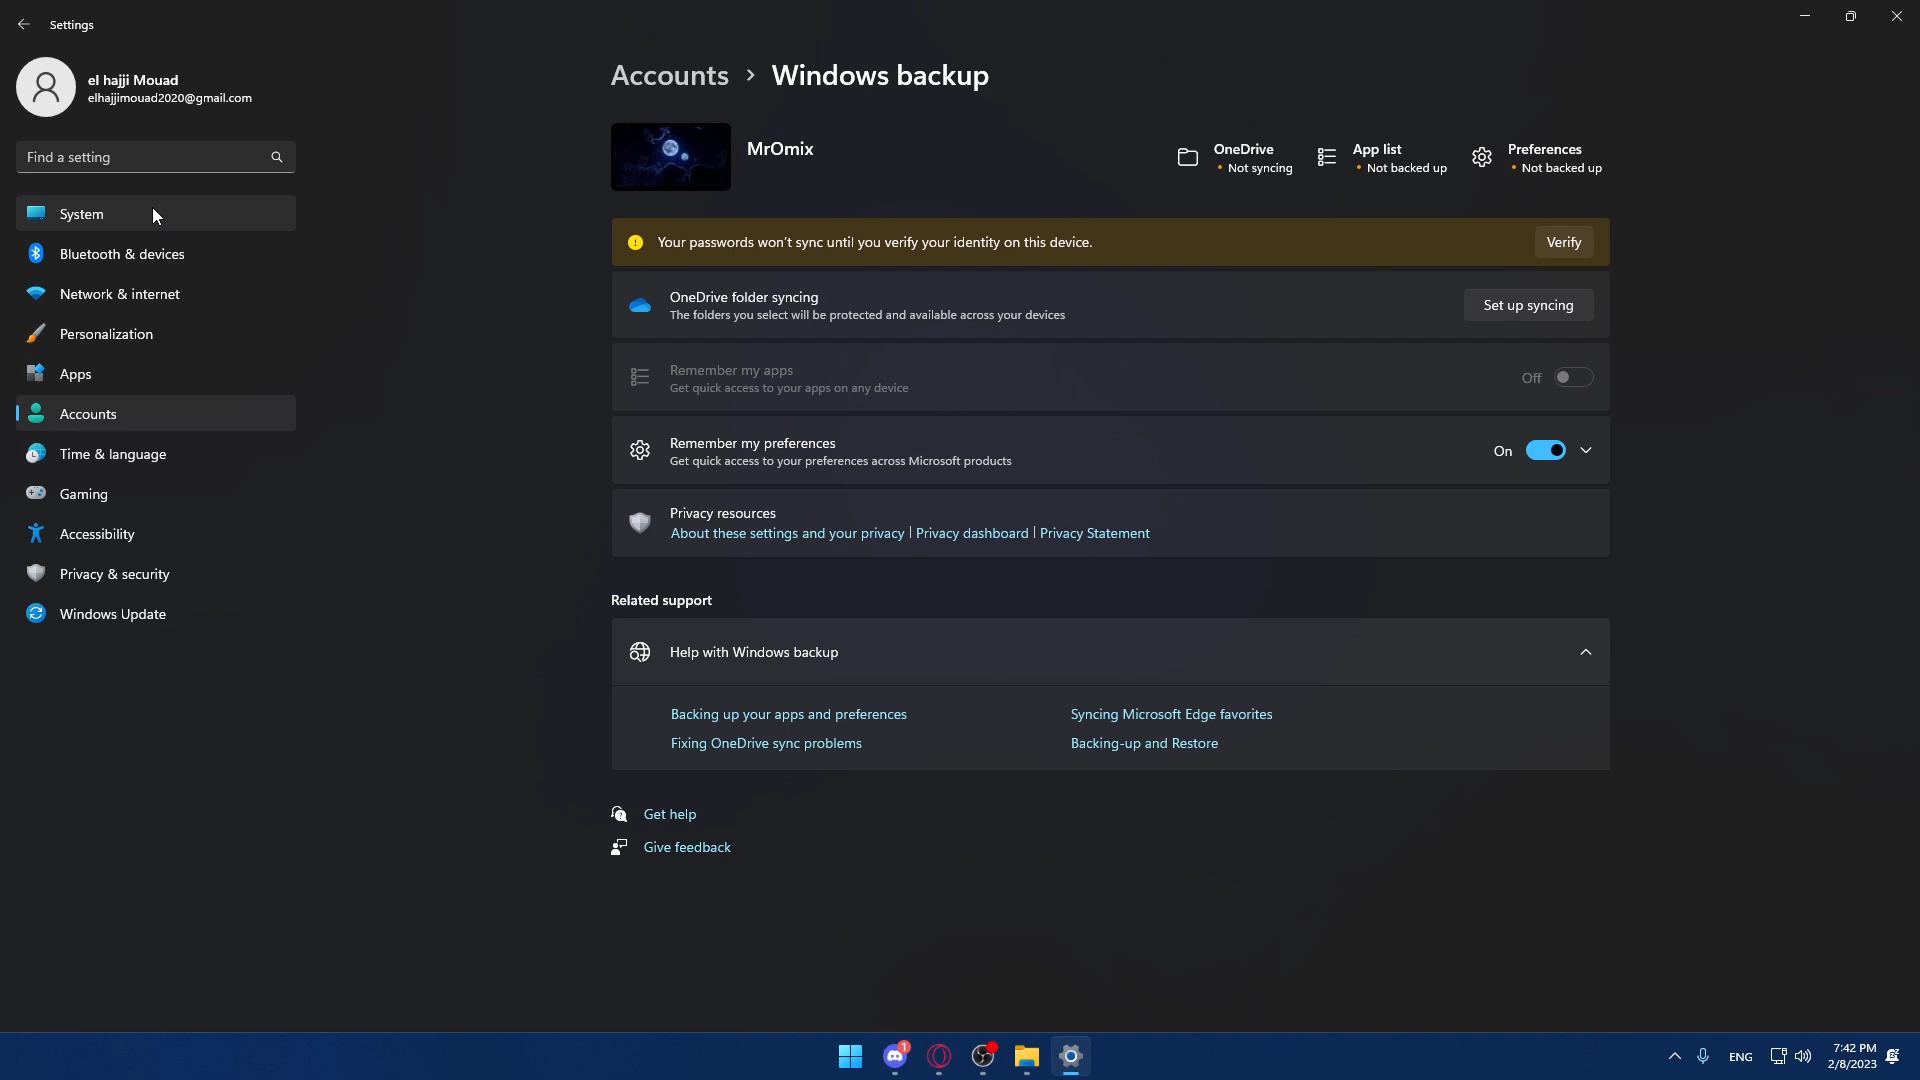 Settings
el hajji Mouad
elhajjimouad2020@gmail.com
Find a setting
System
Bluetooth & devices
Network & internet
Personalization
Apps
Accounts
Time & language
Gaming
Accessibility
Privacy & security
Windows Update
Accounts > Windows backup
MrOmix
OneDrive
• Not syncing
App list
• Not backed up
Preferences
• Not backed up
Your passwords won't sync until you verify your identity on this device.
Verify
OneDrive folder syncing
The folders you select will be protected and available across your devices
Set up syncing
Remember my apps
Get quick access to your apps on any device
Off
Remember my preferences
Get quick access to your preferences across Microsoft products
On
Privacy resources
About these settings and your privacy | Privacy dashboard | Privacy Statement
Related support
Help with Windows backup
Backing up your apps and preferences
Syncing Microsoft Edge favorites
Fixing OneDrive sync problems
Backing-up and Restore
Get help
Give feedback
1
ENG
7:42 PM
2/8/2023